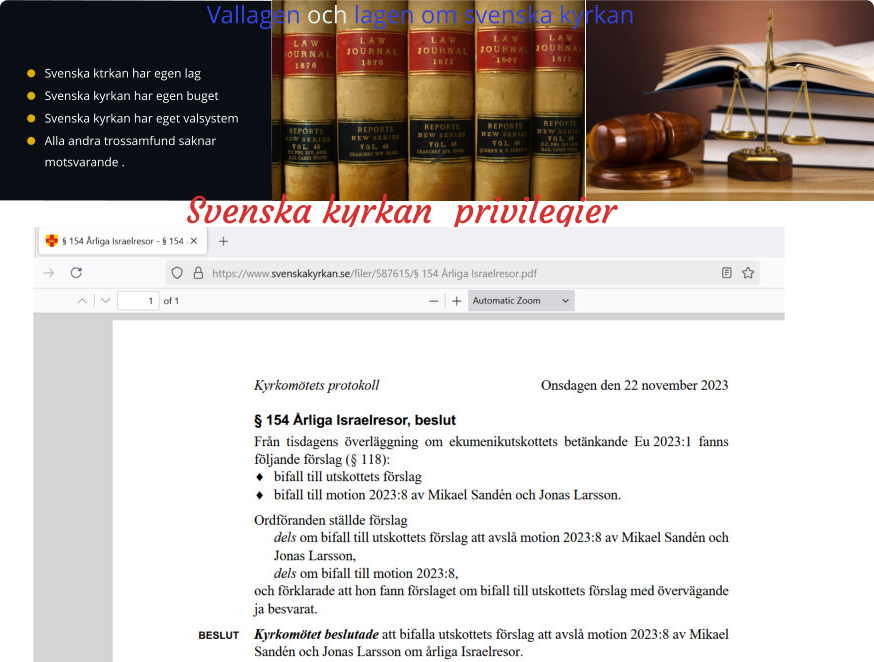 Vallagen och lagen om svenska kyrkan
Svenska ktrkan har egen lag
Svenska kyrkan har egen buget
Svenska kyrkan har eget valsystem
Alla andra trossamfund saknar
motsvarande .
LAW JOURNAL 1876
LAW JOURNAL 1876
LAW JOURNAL 1877
LAW JOURNAL 1877
LAW JOURNAL 1877
REPORTS NEW SERIES VOL. 45
REPORTS NEW SERIES VOL. 45
REPORTS NEW SERIES VOL. 46
REPORTS NEW SERIES VOL. 46
REPORTS NEW SERIES VOL. 46
Svenska kyrkan privilegier
§ 154 Årliga Israelresor - § 154
https://www.svenskakyrkan.se/filer/587615/§ 154 Årliga Israelresor.pdf
1 of 1
Automatic Zoom
Kyrkomötets protokoll Onsdagen den 22 november 2023
§ 154 Årliga Israelresor, beslut
Från tisdagens överläggning om ekumenikutskottets betänkande Eu 2023:1 fanns
följande förslag (§ 118):
♦ bifall till utskottets förslag
♦ bifall till motion 2023:8 av Mikael Sandén och Jonas Larsson.
Ordföranden ställde förslag
dels om bifall till utskottets förslag att avslå motion 2023:8 av Mikael Sandén och
Jonas Larsson,
dels om bifall till motion 2023:8,
och förklarade att hon fann förslaget om bifall till utskottets förslag med övervägande
ja besvarat.
BESLUT Kyrkomötet beslutade att bifalla utskottets förslag att avslå motion 2023:8 av Mikael
Sandén och Jonas Larsson om årliga Israelresor.